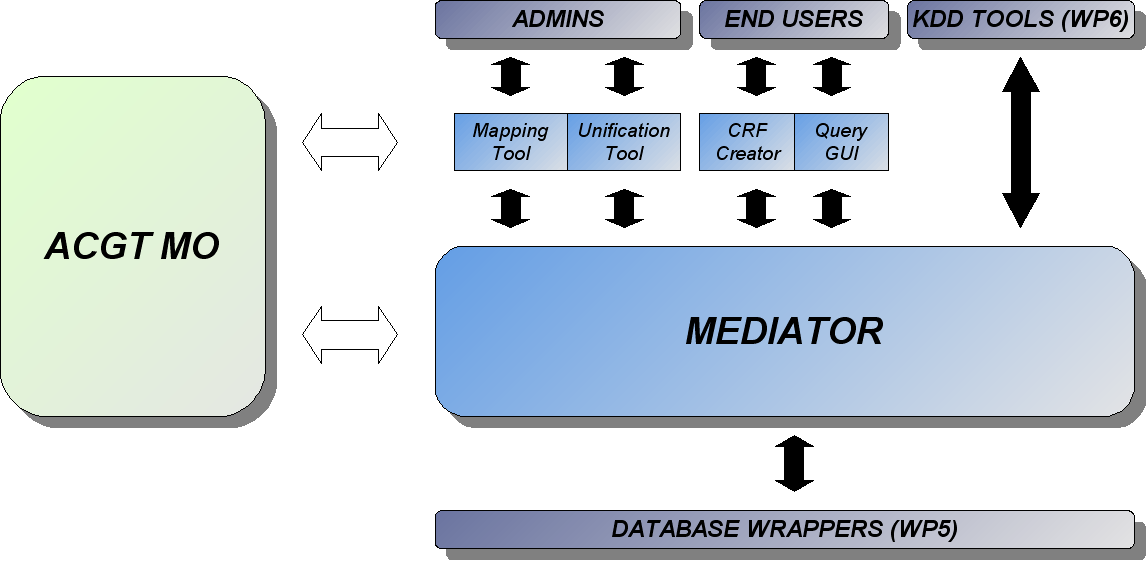 ADMINS
END USERS
KDD TOOLS (WP6)
Mapping
Tool
Unification
Tool
CRF
Creator
Query
GUI
ACGT MO
MEDIATOR
DATABASE WRAPPERS (WP5)